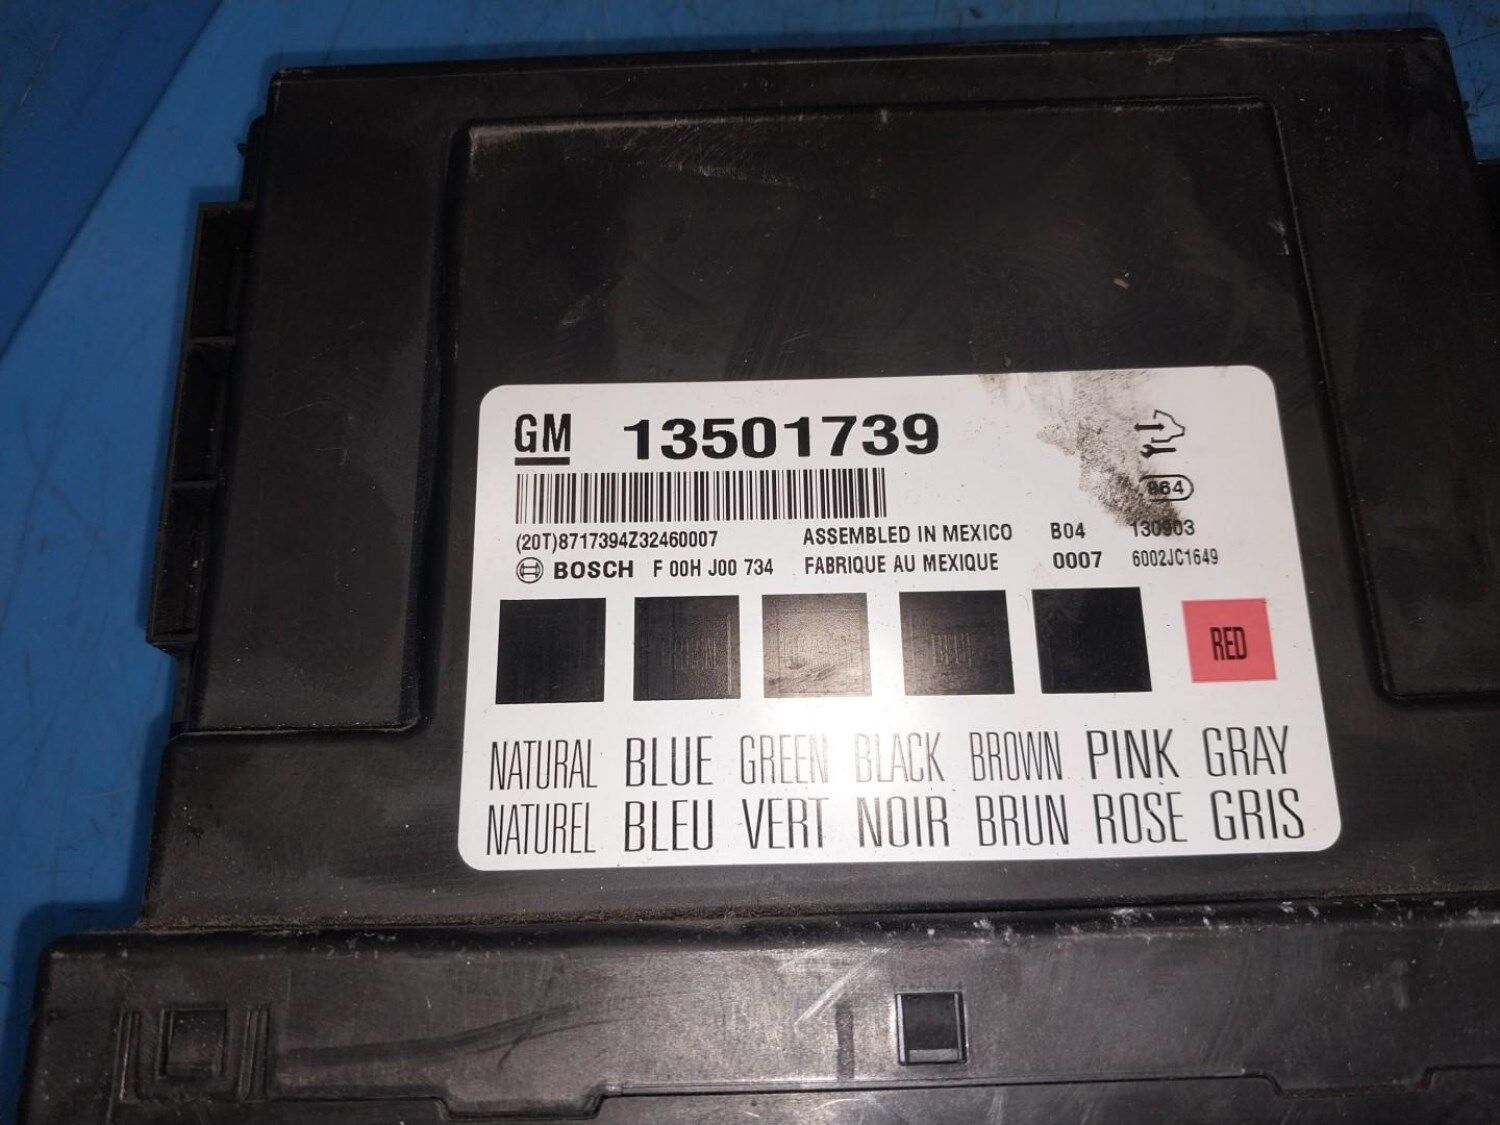 GM 13501739
864
(20T)8717394Z32460007 ASSEMBLED IN MEXICO B04 130903
BOSCH F 00H J00 734 FABRIQUE AU MEXIQUE 0007 6002JC1649
RED
NATURAL BLUE GREEN BLACK BROWN PINK GRAY
NATUREL BLEU VERT NOIR BRUN ROSE GRIS